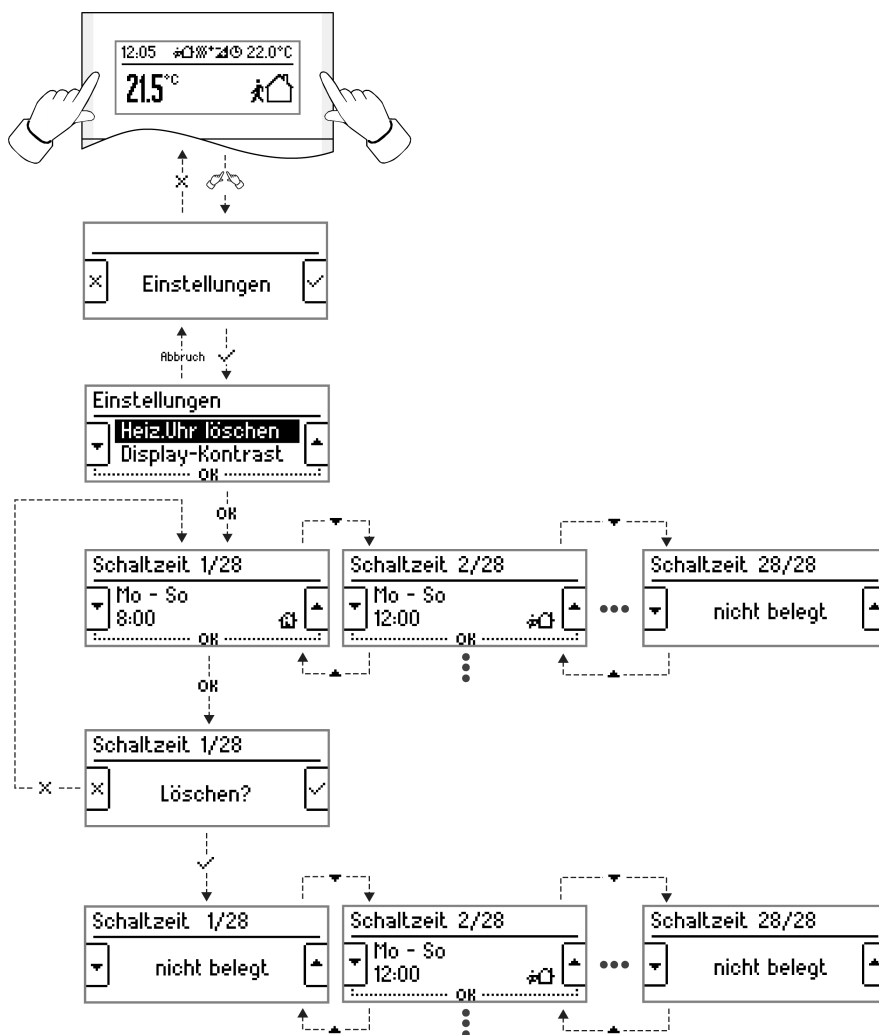 12:05 22.0°C
21.5°C
Einstellungen
Abbruch
Einstellungen
Heiz.Uhr löschen
Display-Kontrast
OK
OK
Schaltzeit 1/28
Mo - So
8:00
OK
Schaltzeit 2/28
Mo - So
12:00
OK
Schaltzeit 28/28
nicht belegt
OK
Schaltzeit 1/28
Löschen?
Schaltzeit 1/28
nicht belegt
Schaltzeit 2/28
Mo - So
12:00
OK
Schaltzeit 28/28
nicht belegt